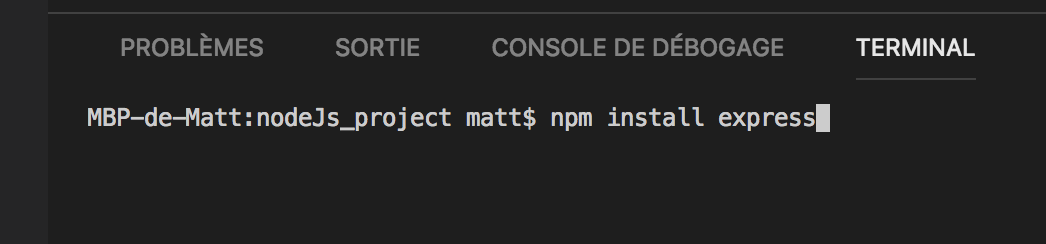 PROBLÈMES SORTIE CONSOLE DE DÉBOGAGE TERMINAL
MBP-de-Matt:nodeJs_project matt$ npm install express